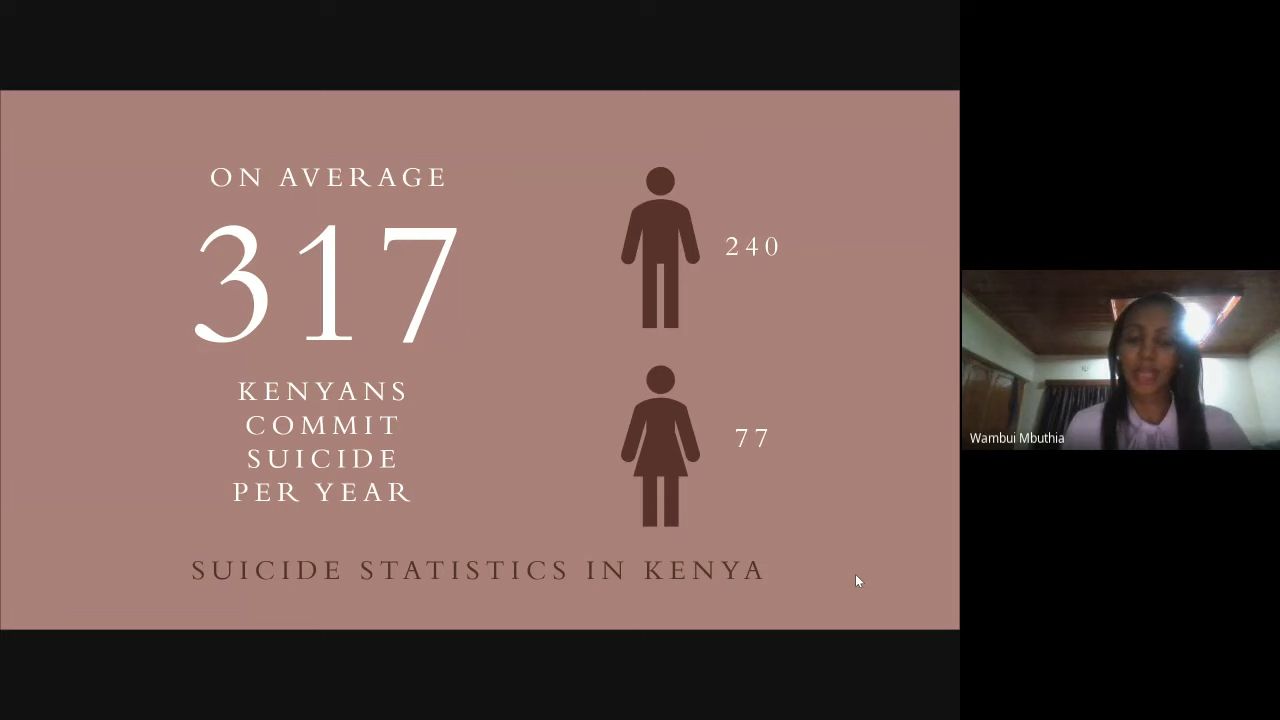 ON AVERAGE
317
KENYANS
COMMIT
SUICIDE
PER YEAR
240
77
SUICIDE STATISTICS IN KENYA
Wambui Mbuthia